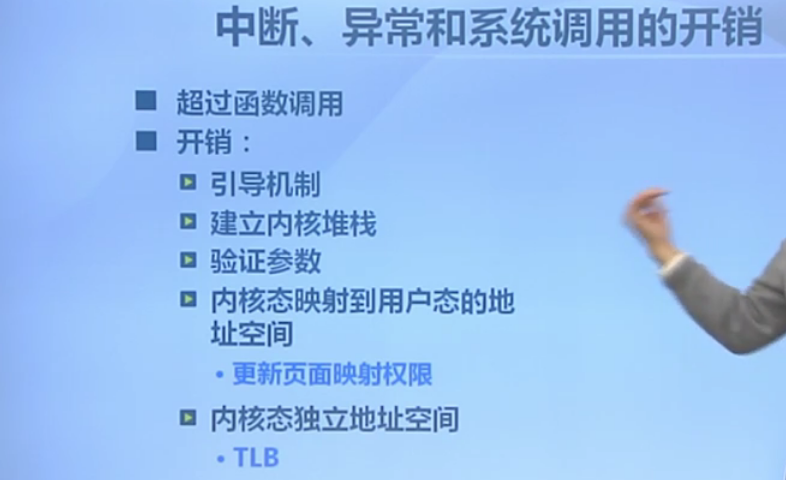 中断、异常和系统调用的开销
超过函数调用
开销：
引导机制
建立内核堆栈
验证参数
内核态映射到用户态的地
址空间
• 更新页面映射权限
内核态独立地址空间
• TLB